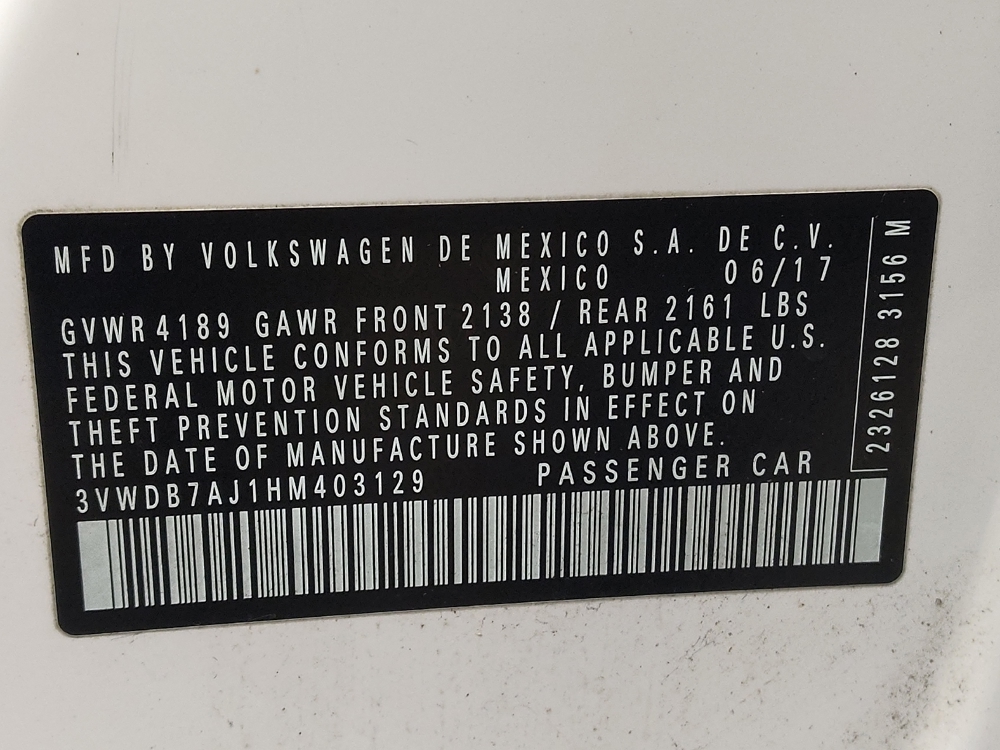 MFD BY VOLKSWAGEN DE MEXICO S.A. DE C.V.
MEXICO 06/17
GVWR 4189 GAWR FRONT 2138 / REAR 2161 LBS
THIS VEHICLE CONFORMS TO ALL APPLICABLE U.S.
FEDERAL MOTOR VEHICLE SAFETY, BUMPER AND
THEFT PREVENTION STANDARDS IN EFFECT ON
THE DATE OF MANUFACTURE SHOWN ABOVE.
3VWDB7AJ1HM403129 PASSENGER CAR
2326128 3156 M